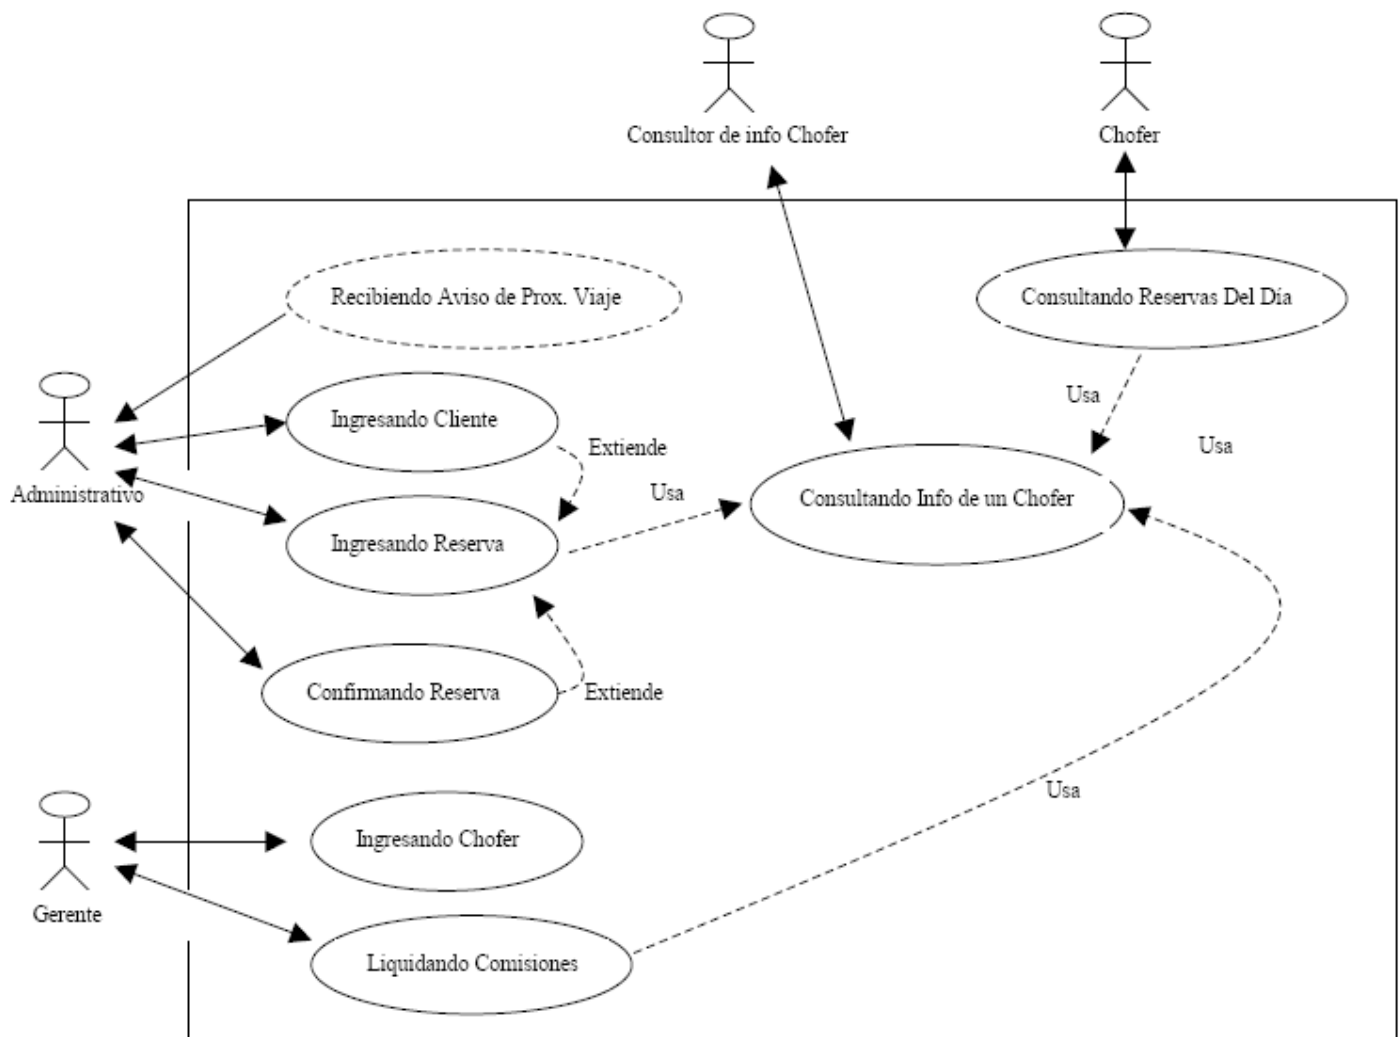 Consultor de info Chofer
Chofer
Recibiendo Aviso de Prox. Viaje
Consultando Reservas Del Día
Usa
Ingresando Cliente
Extiende
Usa
Administrativo
Usa
Consultando Info de un Chofer
Ingresando Reserva
Confirmando Reserva
Extiende
Usa
Ingresando Chofer
Gerente
Liquidando Comisiones